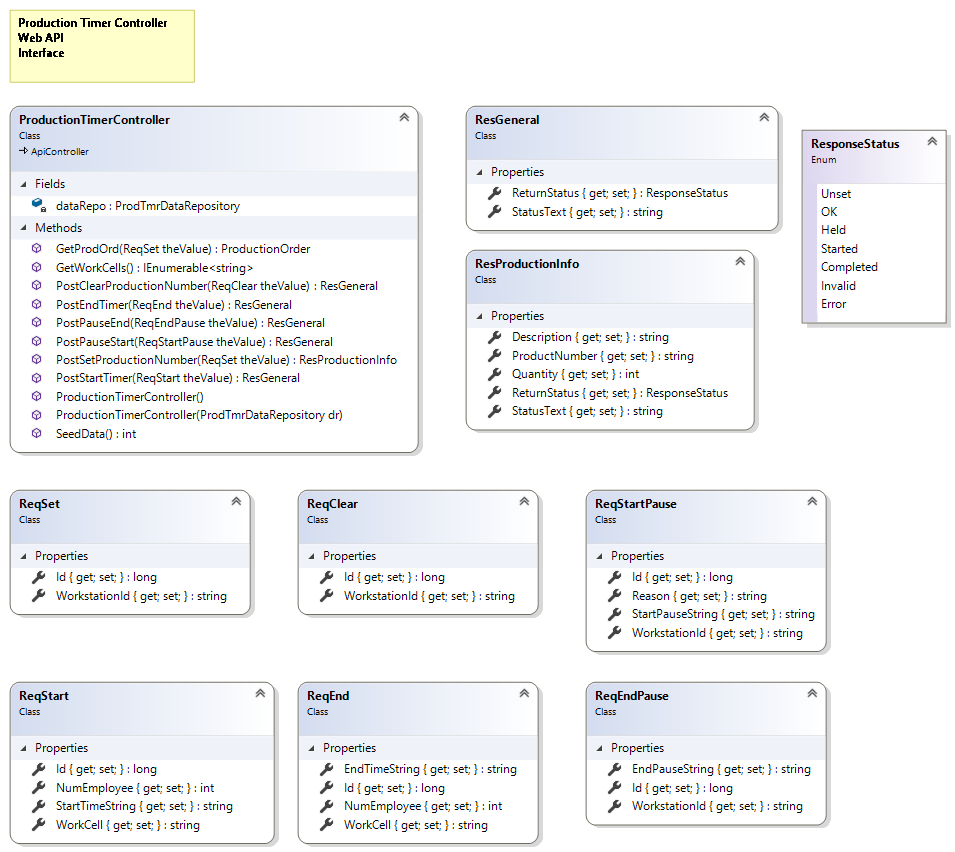 Production Timer Controller
Web API
Interface
ProductionTimerController
Class
ApiController
Fields
dataRepo : ProdTmrDataRepository
Methods
GetProdOrd(ReqSet theValue) : ProductionOrder
GetWorkCells() : IEnumerable<string>
PostClearProductionNumber(ReqClear theValue) : ResGeneral
PostEndTimer(ReqEnd theValue) : ResGeneral
PostPauseEnd(ReqEndPause theValue) : ResGeneral
PostPauseStart(ReqStartPause theValue) : ResGeneral
PostSetProductionNumber(ReqSet theValue) : ResProductionInfo
PostStartTimer(ReqStart theValue) : ResGeneral
ProductionTimerController()
ProductionTimerController(ProdTmrDataRepository dr)
SeedData() : int
ResGeneral
Class
Properties
ReturnStatus { get; set; } : ResponseStatus
StatusText { get; set; } : string
ResProductionInfo
Class
Properties
Description { get; set; } : string
ProductNumber { get; set; } : string
Quantity { get; set; } : int
ReturnStatus { get; set; } : ResponseStatus
StatusText { get; set; } : string
ResponseStatus
Enum
Unset
OK
Held
Started
Completed
Invalid
Error
ReqSet
Class
Properties
Id { get; set; } : long
WorkstationId { get; set; } : string
ReqClear
Class
Properties
Id { get; set; } : long
WorkstationId { get; set; } : string
ReqStartPause
Class
Properties
Id { get; set; } : long
Reason { get; set; } : string
StartPauseString { get; set; } : string
WorkstationId { get; set; } : string
ReqStart
Class
Properties
Id { get; set; } : long
NumEmployee { get; set; } : int
StartTimeString { get; set; } : string
WorkCell { get; set; } : string
ReqEnd
Class
Properties
EndTimeString { get; set; } : string
Id { get; set; } : long
NumEmployee { get; set; } : int
WorkCell { get; set; } : string
ReqEndPause
Class
Properties
EndPauseString { get; set; } : string
Id { get; set; } : long
WorkstationId { get; set; } : string